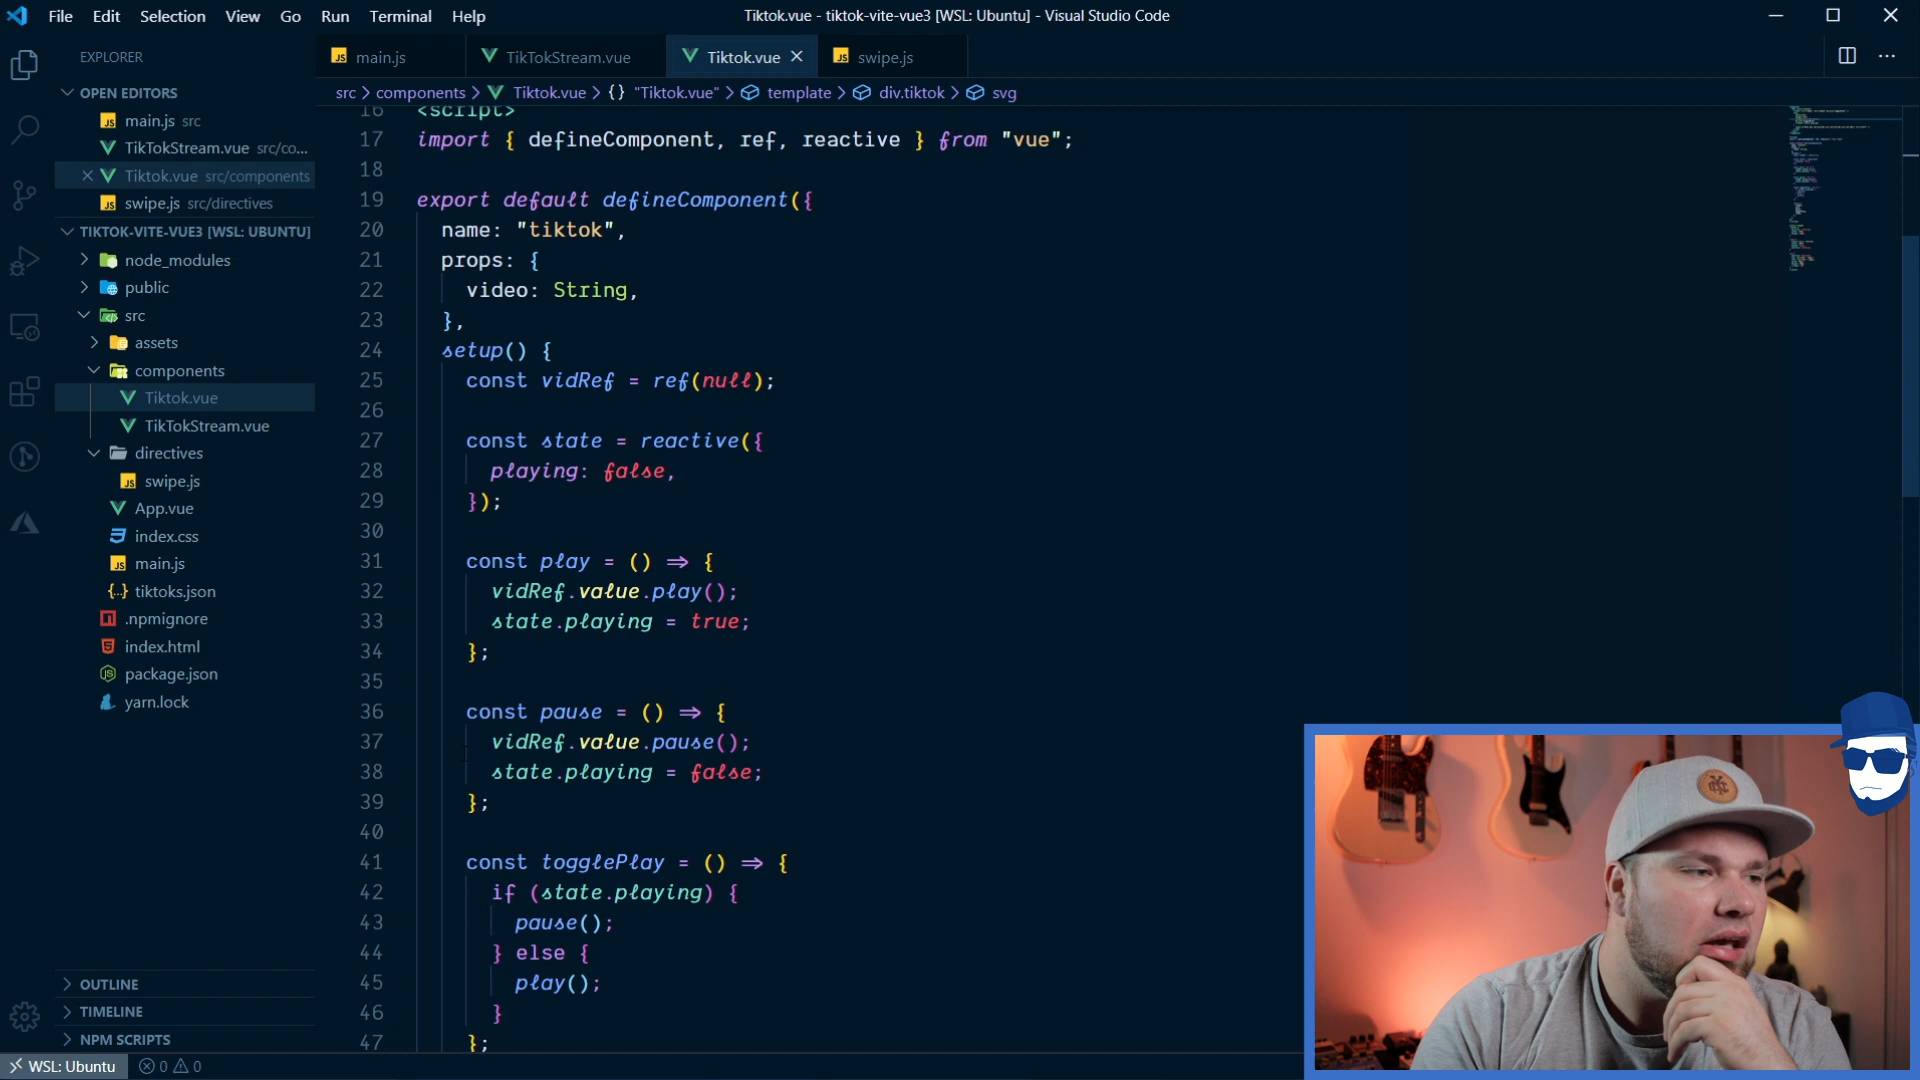 File Edit Selection View Go Run Terminal Help
Tiktok.vue - tiktok-vite-vue3 [WSL: Ubuntu] - Visual Studio Code
EXPLORER
JS main.js
TikTokStream.vue
Tiktok.vue
JS swipe.js
OPEN EDITORS
JS main.js src
TikTokStream.vue src/co...
Tiktok.vue src/components
JS swipe.js src/directives
TIKTOK-VITE-VUE3 [WSL: UBUNTU]
node_modules
public
src
assets
components
Tiktok.vue
TikTokStream.vue
directives
JS swipe.js
App.vue
index.css
JS main.js
{..} tiktoks.json
.npmignore
index.html
package.json
yarn.lock
OUTLINE
TIMELINE
NPM SCRIPTS
WSL: Ubuntu 0 0
src > components > Tiktok.vue > {} "Tiktok.vue" > template > div.tiktok > svg
16 <script>
17 import { defineComponent, ref, reactive } from "vue";
18
19 export default defineComponent({
20 name: "tiktok",
21 props: {
22 video: String,
23 },
24 setup() {
25 const vidRef = ref(null);
26
27 const state = reactive({
28 playing: false,
29 });
30
31 const play = () => {
32 vidRef.value.play();
33 state.playing = true;
34 };
35
36 const pause = () => {
37 vidRef.value.pause();
38 state.playing = false;
39 };
40
41 const togglePlay = () => {
42 if (state.playing) {
43 pause();
44 } else {
45 play();
46 }
47 };